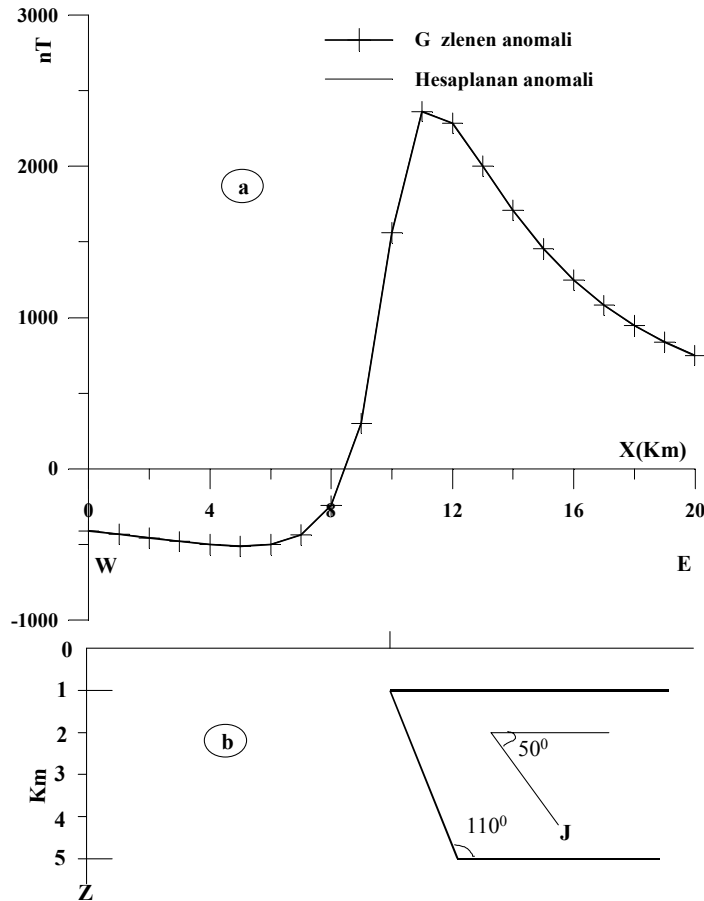 3000
nT
G zlenen anomali
Hesaplanan anomali
2000
a
1000
X(Km)
0
0 4 8 12 16 20
W E
-1000
0
1
2
50⁰
b
3
Km
4
J
110⁰
5
Z